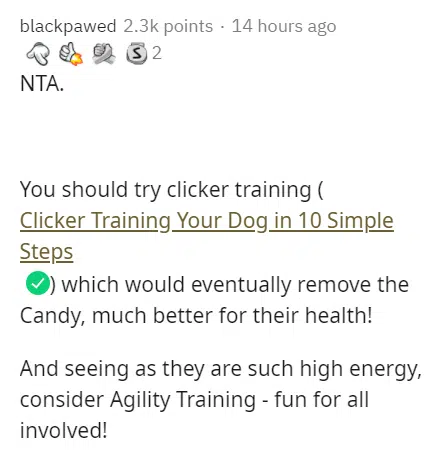 blackpawed 2.3k points · 14 hours ago
S 2
NTA.
You should try clicker training (
Clicker Training Your Dog in 10 Simple
Steps
) which would eventually remove the
Candy, much better for their health!
And seeing as they are such high energy,
consider Agility Training - fun for all
involved!